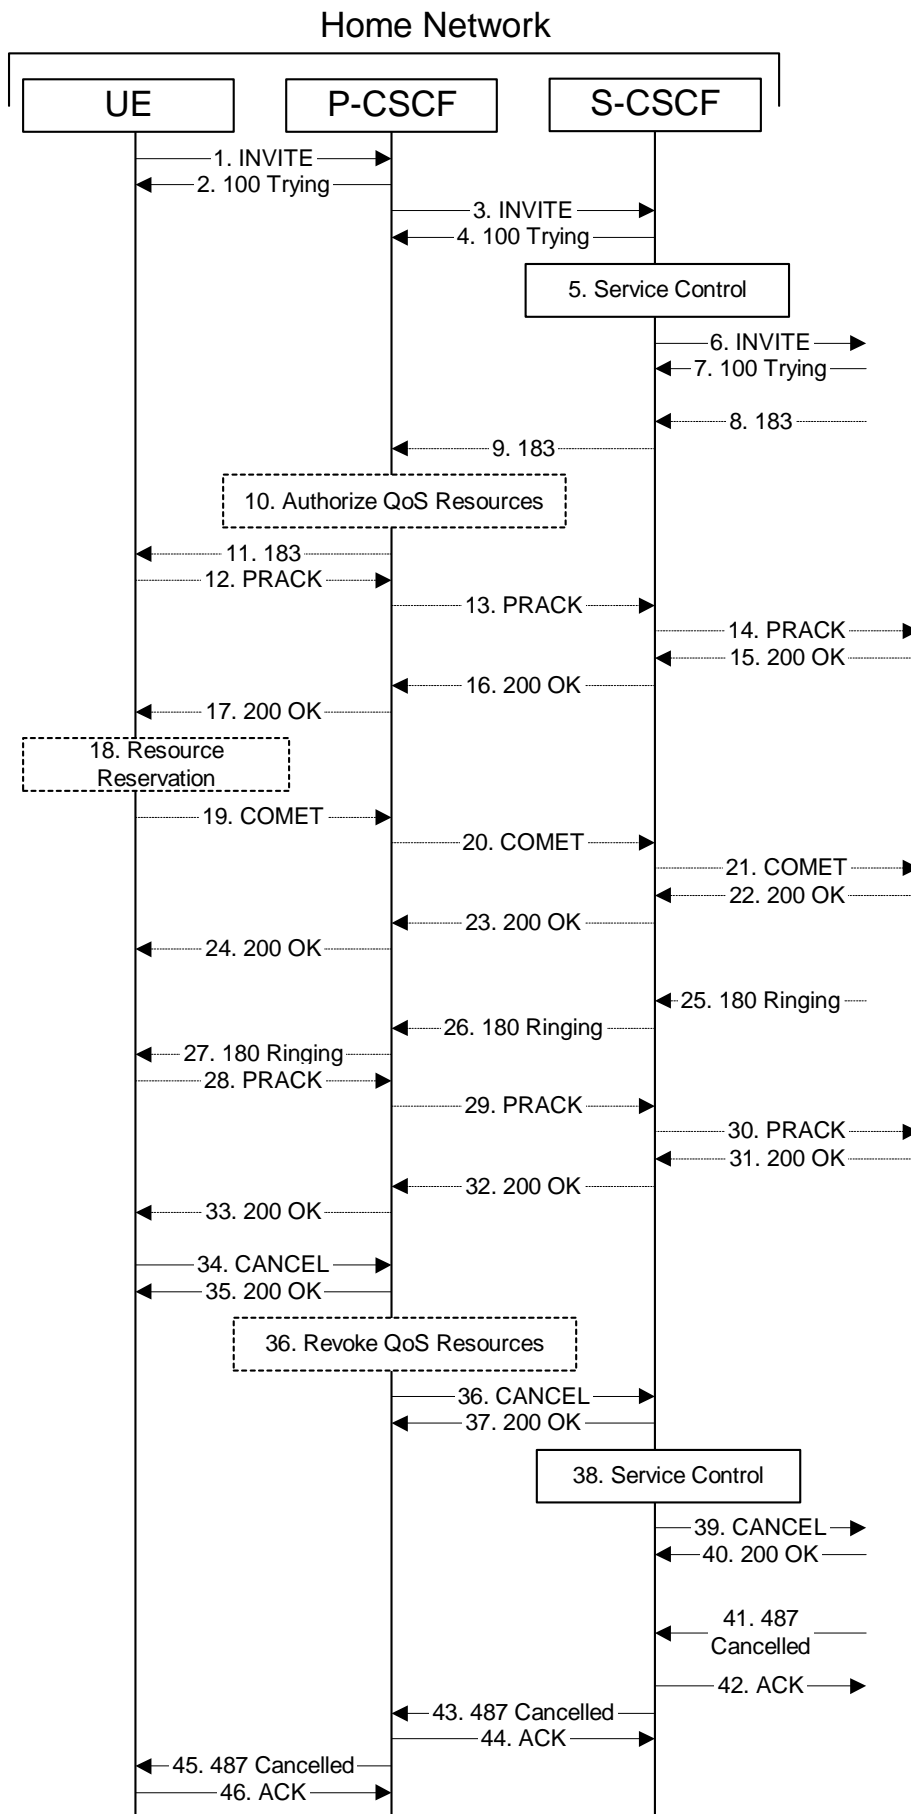 Home Network
UE
P-CSCF
S-CSCF
1. INVITE
2. 100 Trying
3. INVITE
4. 100 Trying
5. Service Control
6. INVITE
7. 100 Trying
8. 183
9. 183
10. Authorize QoS Resources
11. 183
12. PRACK
13. PRACK
14. PRACK
15. 200 OK
16. 200 OK
17. 200 OK
18. Resource
Reservation
19. COMET
20. COMET
21. COMET
22. 200 OK
23. 200 OK
24. 200 OK
25. 180 Ringing
26. 180 Ringing
27. 180 Ringing
28. PRACK
29. PRACK
30. PRACK
31. 200 OK
32. 200 OK
33. 200 OK
34. CANCEL
35. 200 OK
36. Revoke QoS Resources
36. CANCEL
37. 200 OK
38. Service Control
39. CANCEL
40. 200 OK
41. 487
Cancelled
42. ACK
43. 487 Cancelled
44. ACK
45. 487 Cancelled
46. ACK